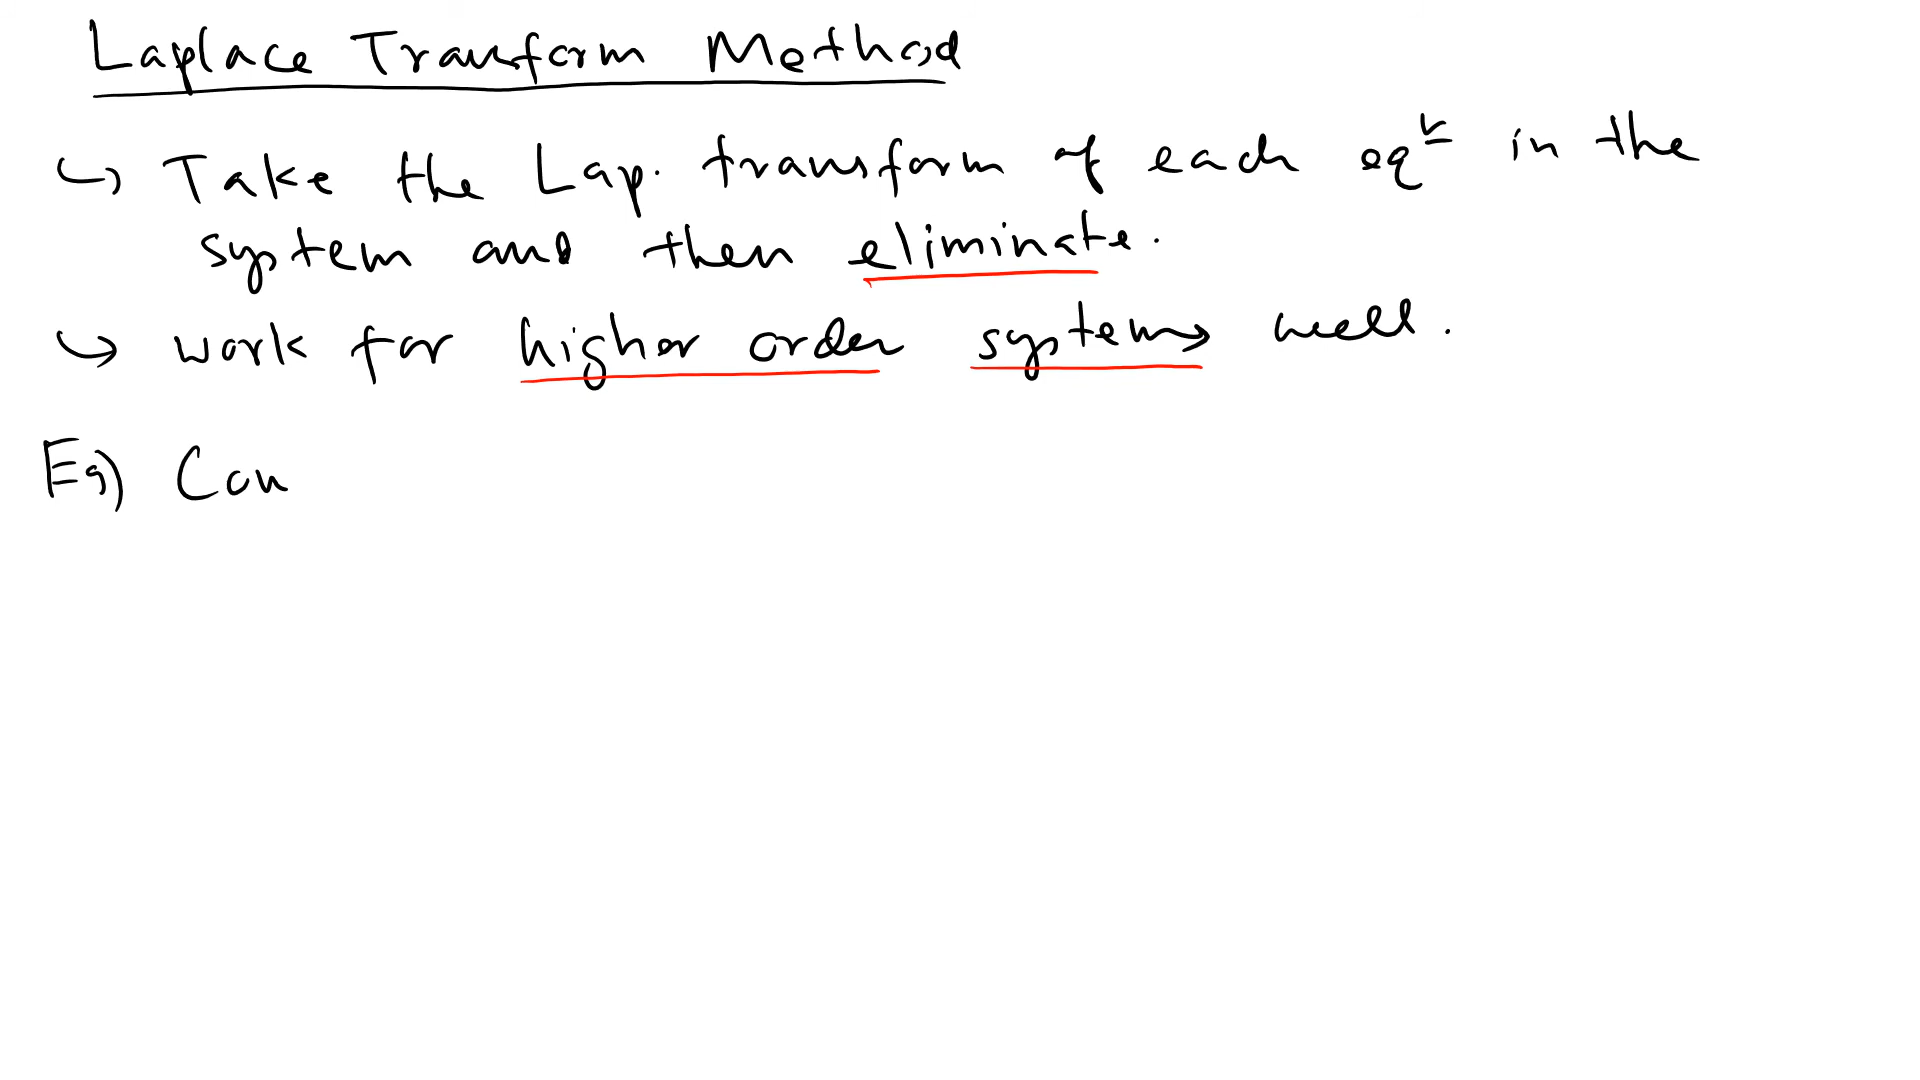 Laplace Transform Method
↪ Take the Lap. transform of each eqn in the
system and then eliminate.
↪ work for higher order systems well.
Eg) Con